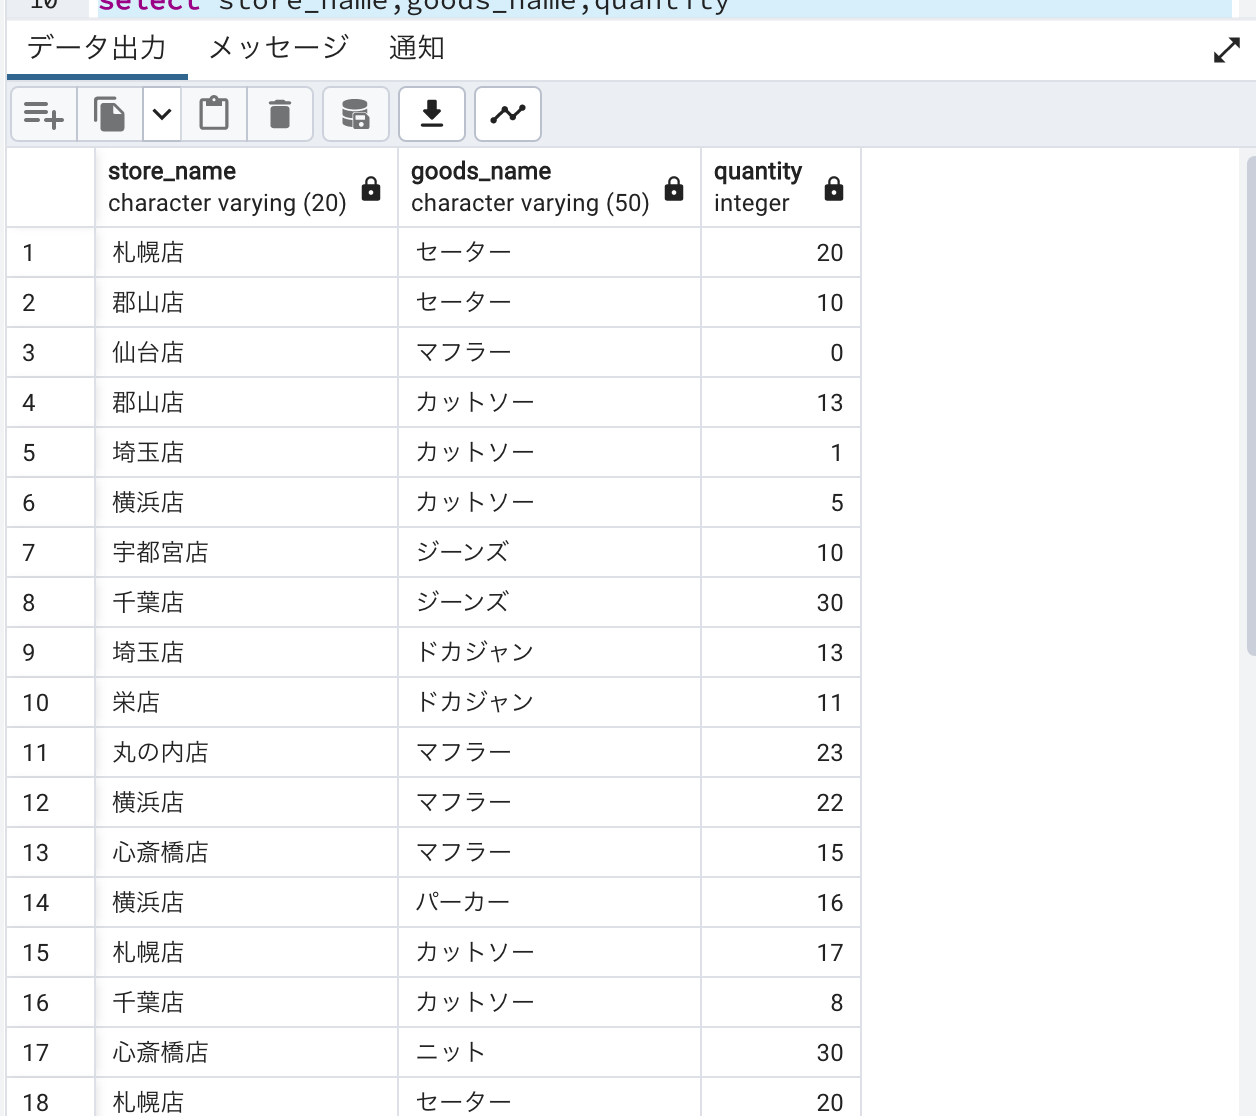 10 select store_name,goods_name,quantity
データ出力 メッセージ 通知
store_name goods_name quantity
character varying (20) character varying (50) integer
1 札幌店 セーター 20
2 郡山店 セーター 10
3 仙台店 マフラー 0
4 郡山店 カットソー 13
5 埼玉店 カットソー 1
6 横浜店 カットソー 5
7 宇都宮店 ジーンズ 10
8 千葉店 ジーンズ 30
9 埼玉店 ドカジャン 13
10 栄店 ドカジャン 11
11 丸の内店 マフラー 23
12 横浜店 マフラー 22
13 心斎橋店 マフラー 15
14 横浜店 パーカー 16
15 札幌店 カットソー 17
16 千葉店 カットソー 8
17 心斎橋店 ニット 30
18 札幌店 セーター 20